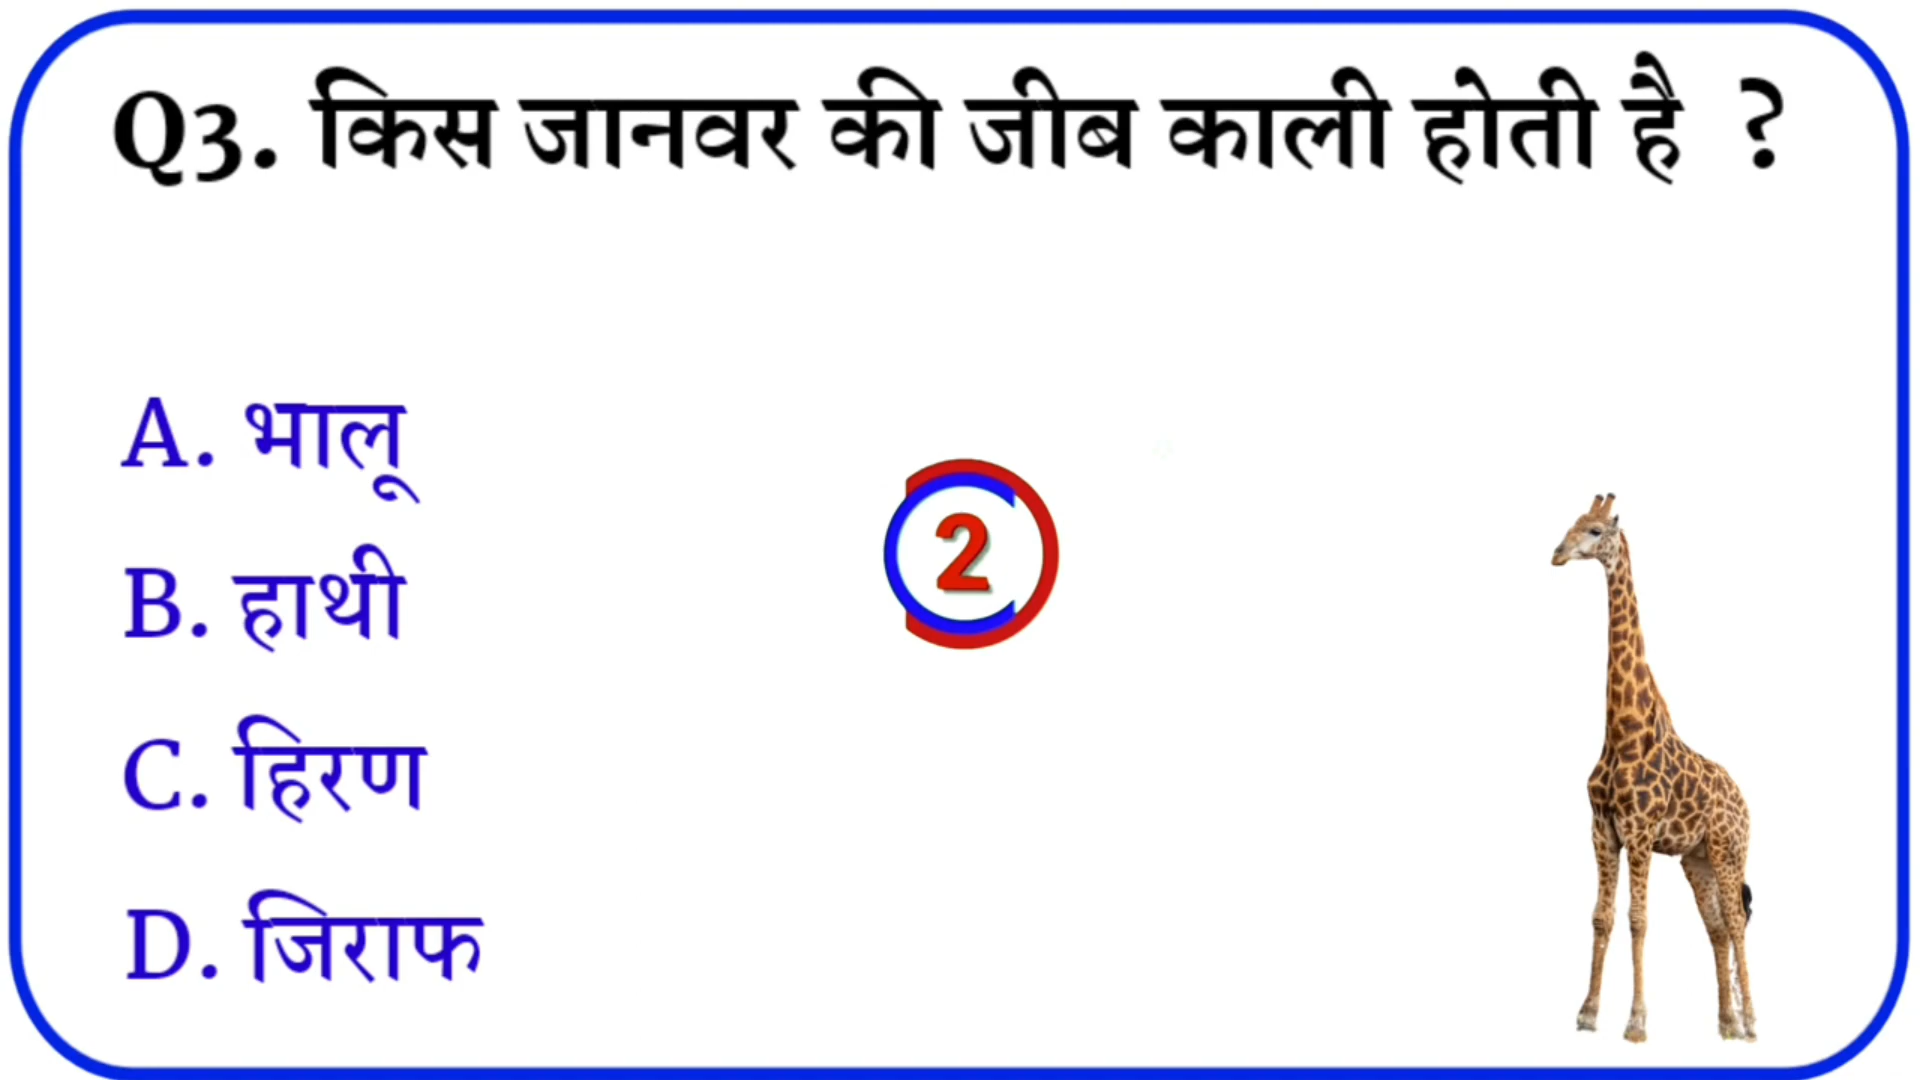 Q3. किस जानवर की जीब काली होती है ?
A. भालू
2
B. हाथी
C. हिरण
D. जिराफ